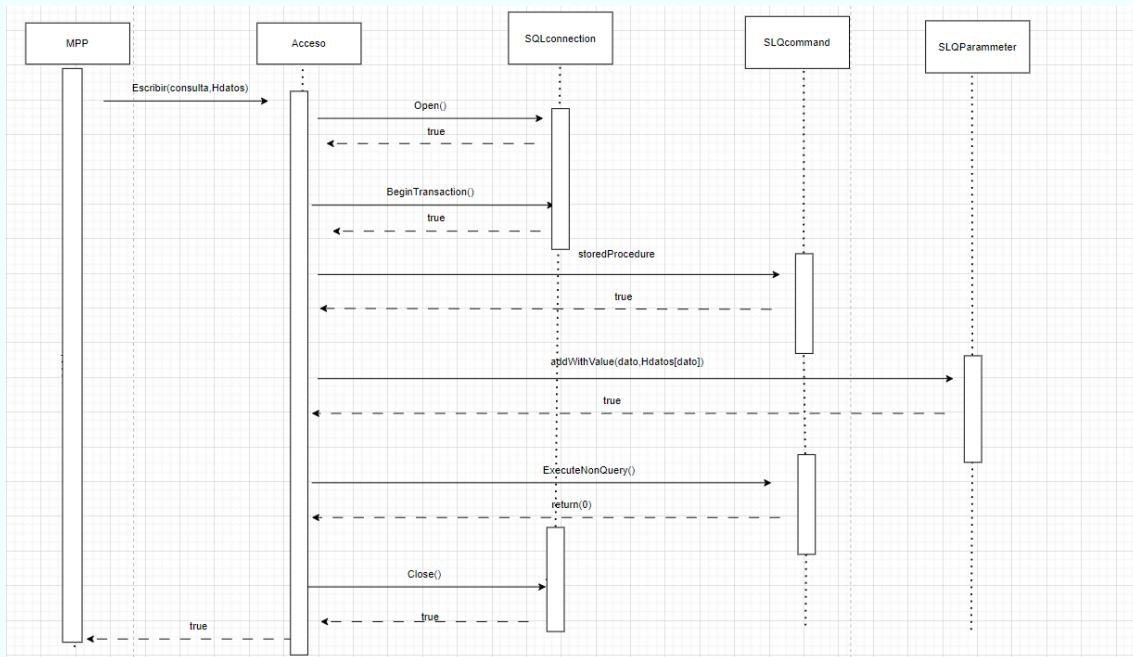 MPP
Acceso
SQLconnection
SLQcommand
SLQParammeter
Escribir(consulta,Hdatos)
Open()
true
BeginTransaction()
true
storedProcedure
true
addWithValue(dato,Hdatos[dato])
true
ExecuteNonQuery()
return(0)
Close()
true
true